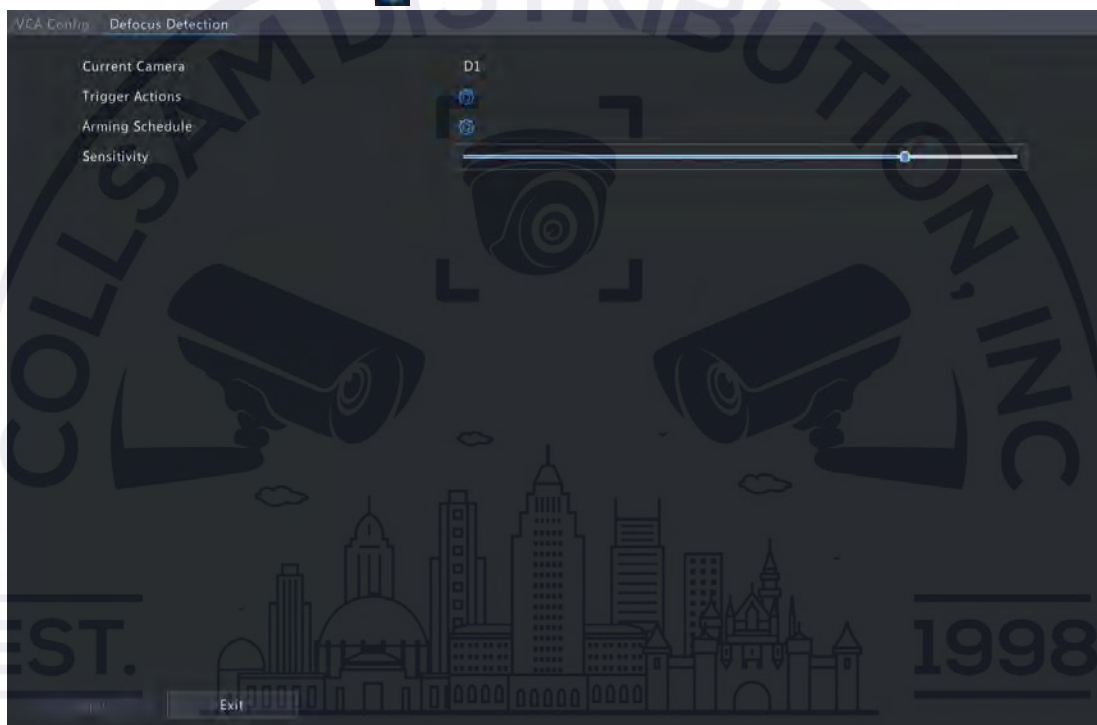 VCA Config Defocus Detection
Current Camera D1
Trigger Actions
Arming Schedule
Sensitivity
COLLSAM DISTRIBUTION, INC
EST. 1998
Exit